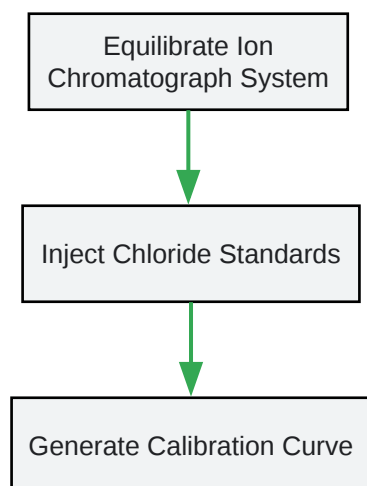 Equilibrate Ion
Chromatograph System
Inject Chloride Standards
Generate Calibration Curve